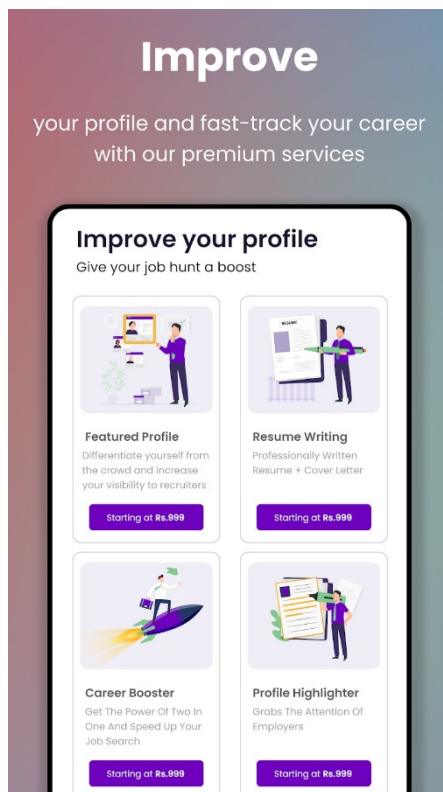 Improve
your profile and fast-track your career
with our premium services
Improve your profile
Give your job hunt a boost
RESUME
Featured Profile
Differentiate yourself from
the crowd and increase
your visibility to recruiters
Starting at Rs.999
Resume Writing
Professionally Written
Resume + Cover Letter
Starting at Rs.999
Career Booster
Get The Power Of Two In
One And Speed Up Your
Job Search
Starting at Rs.999
Profile Highlighter
Grabs The Attention Of
Employers
Starting at Rs.999